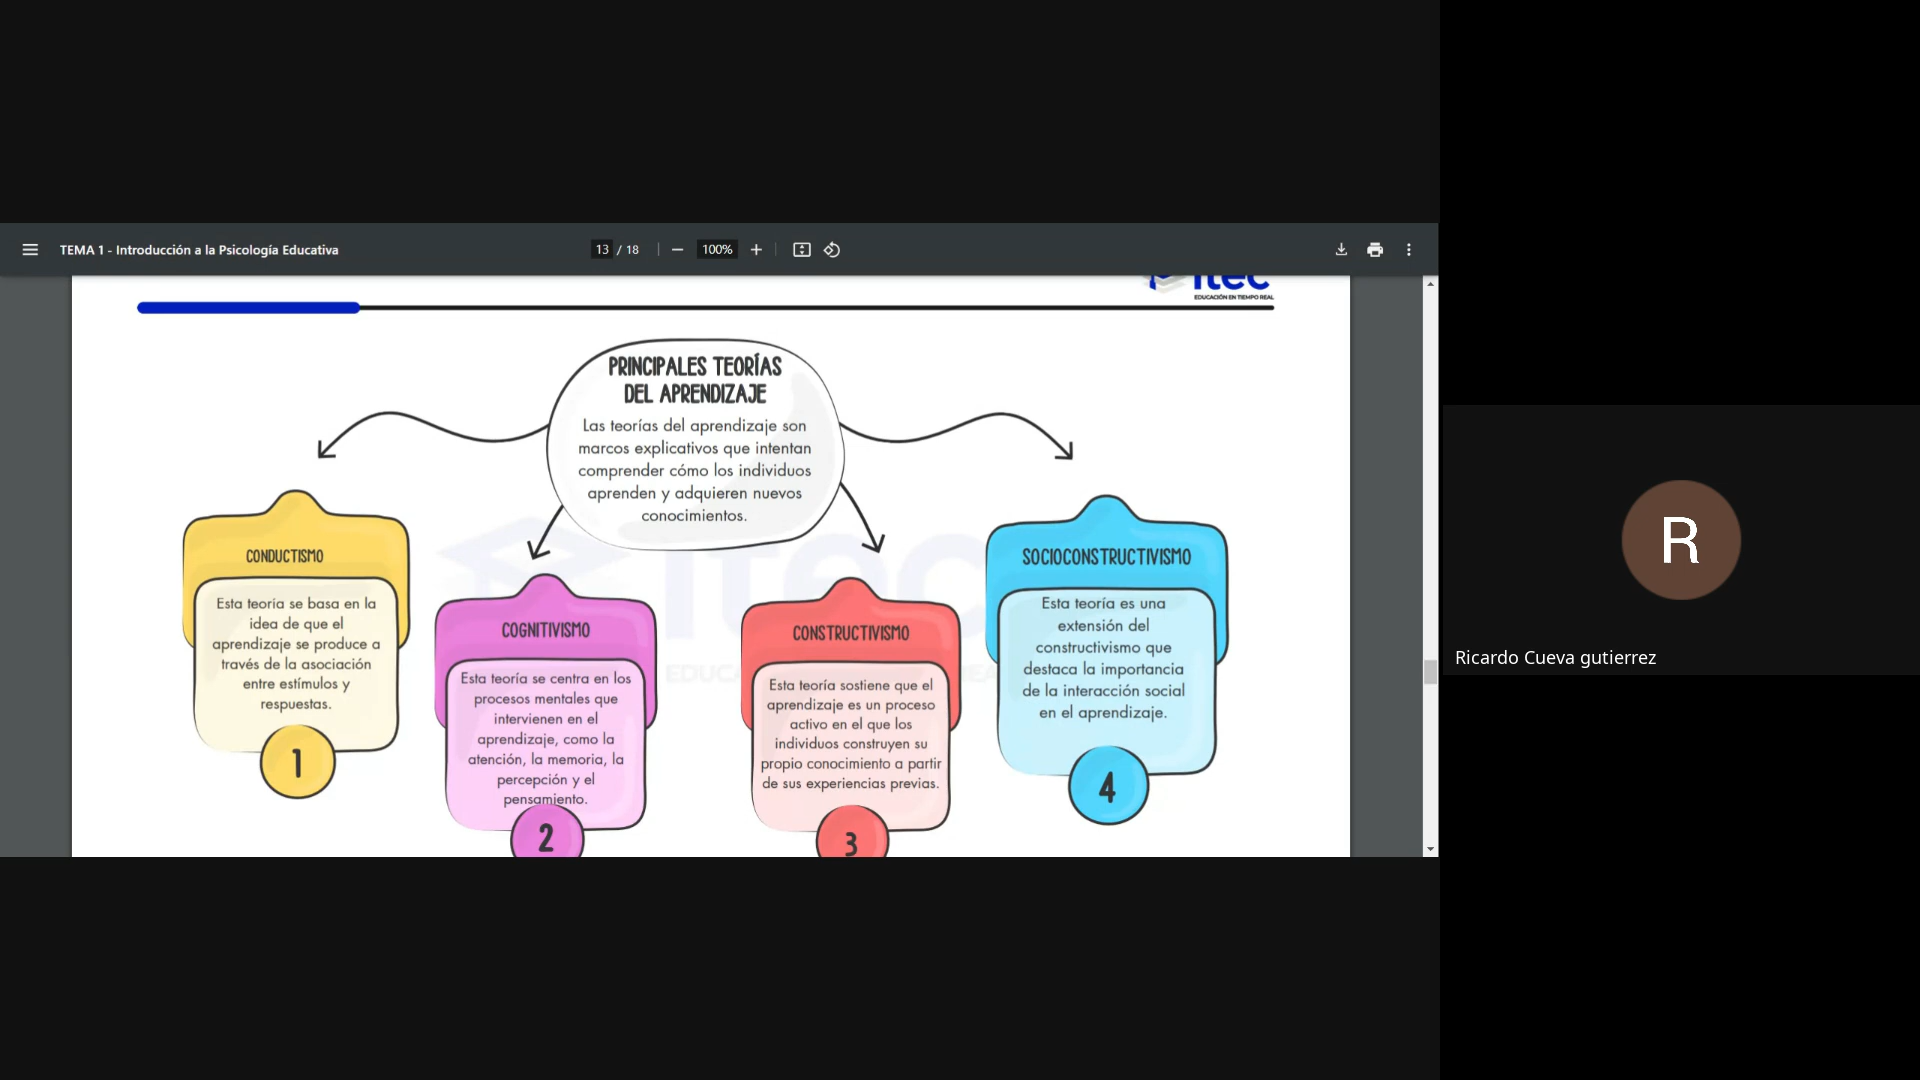 TEMA 1 - Introducción a la Psicología Educativa
13 / 18
100%
itec
EDUCACIÓN EN TIEMPO REAL
PRINCIPALES TEORÍAS
DEL APRENDIZAJE
Las teorías del aprendizaje son
marcos explicativos que intentan
comprender cómo los individuos
aprenden y adquieren nuevos
conocimientos.
CONDUCTISMO
Esta teoría se basa en la
idea de que el
aprendizaje se produce a
través de la asociación
entre estímulos y
respuestas.
1
COGNITIVISMO
Esta teoría se centra en los
procesos mentales que
intervienen en el
aprendizaje, como la
atención, la memoria, la
percepción y el
pensamiento.
2
CONSTRUCTIVISMO
Esta teoría sostiene que el
aprendizaje es un proceso
activo en el que los
individuos construyen su
propio conocimiento a partir
de sus experiencias previas.
3
SOCIOCONSTRUCTIVISMO
Esta teoría es una
extensión del
constructivismo que
destaca la importancia
de la interacción social
en el aprendizaje.
4
R
Ricardo Cueva gutierrez